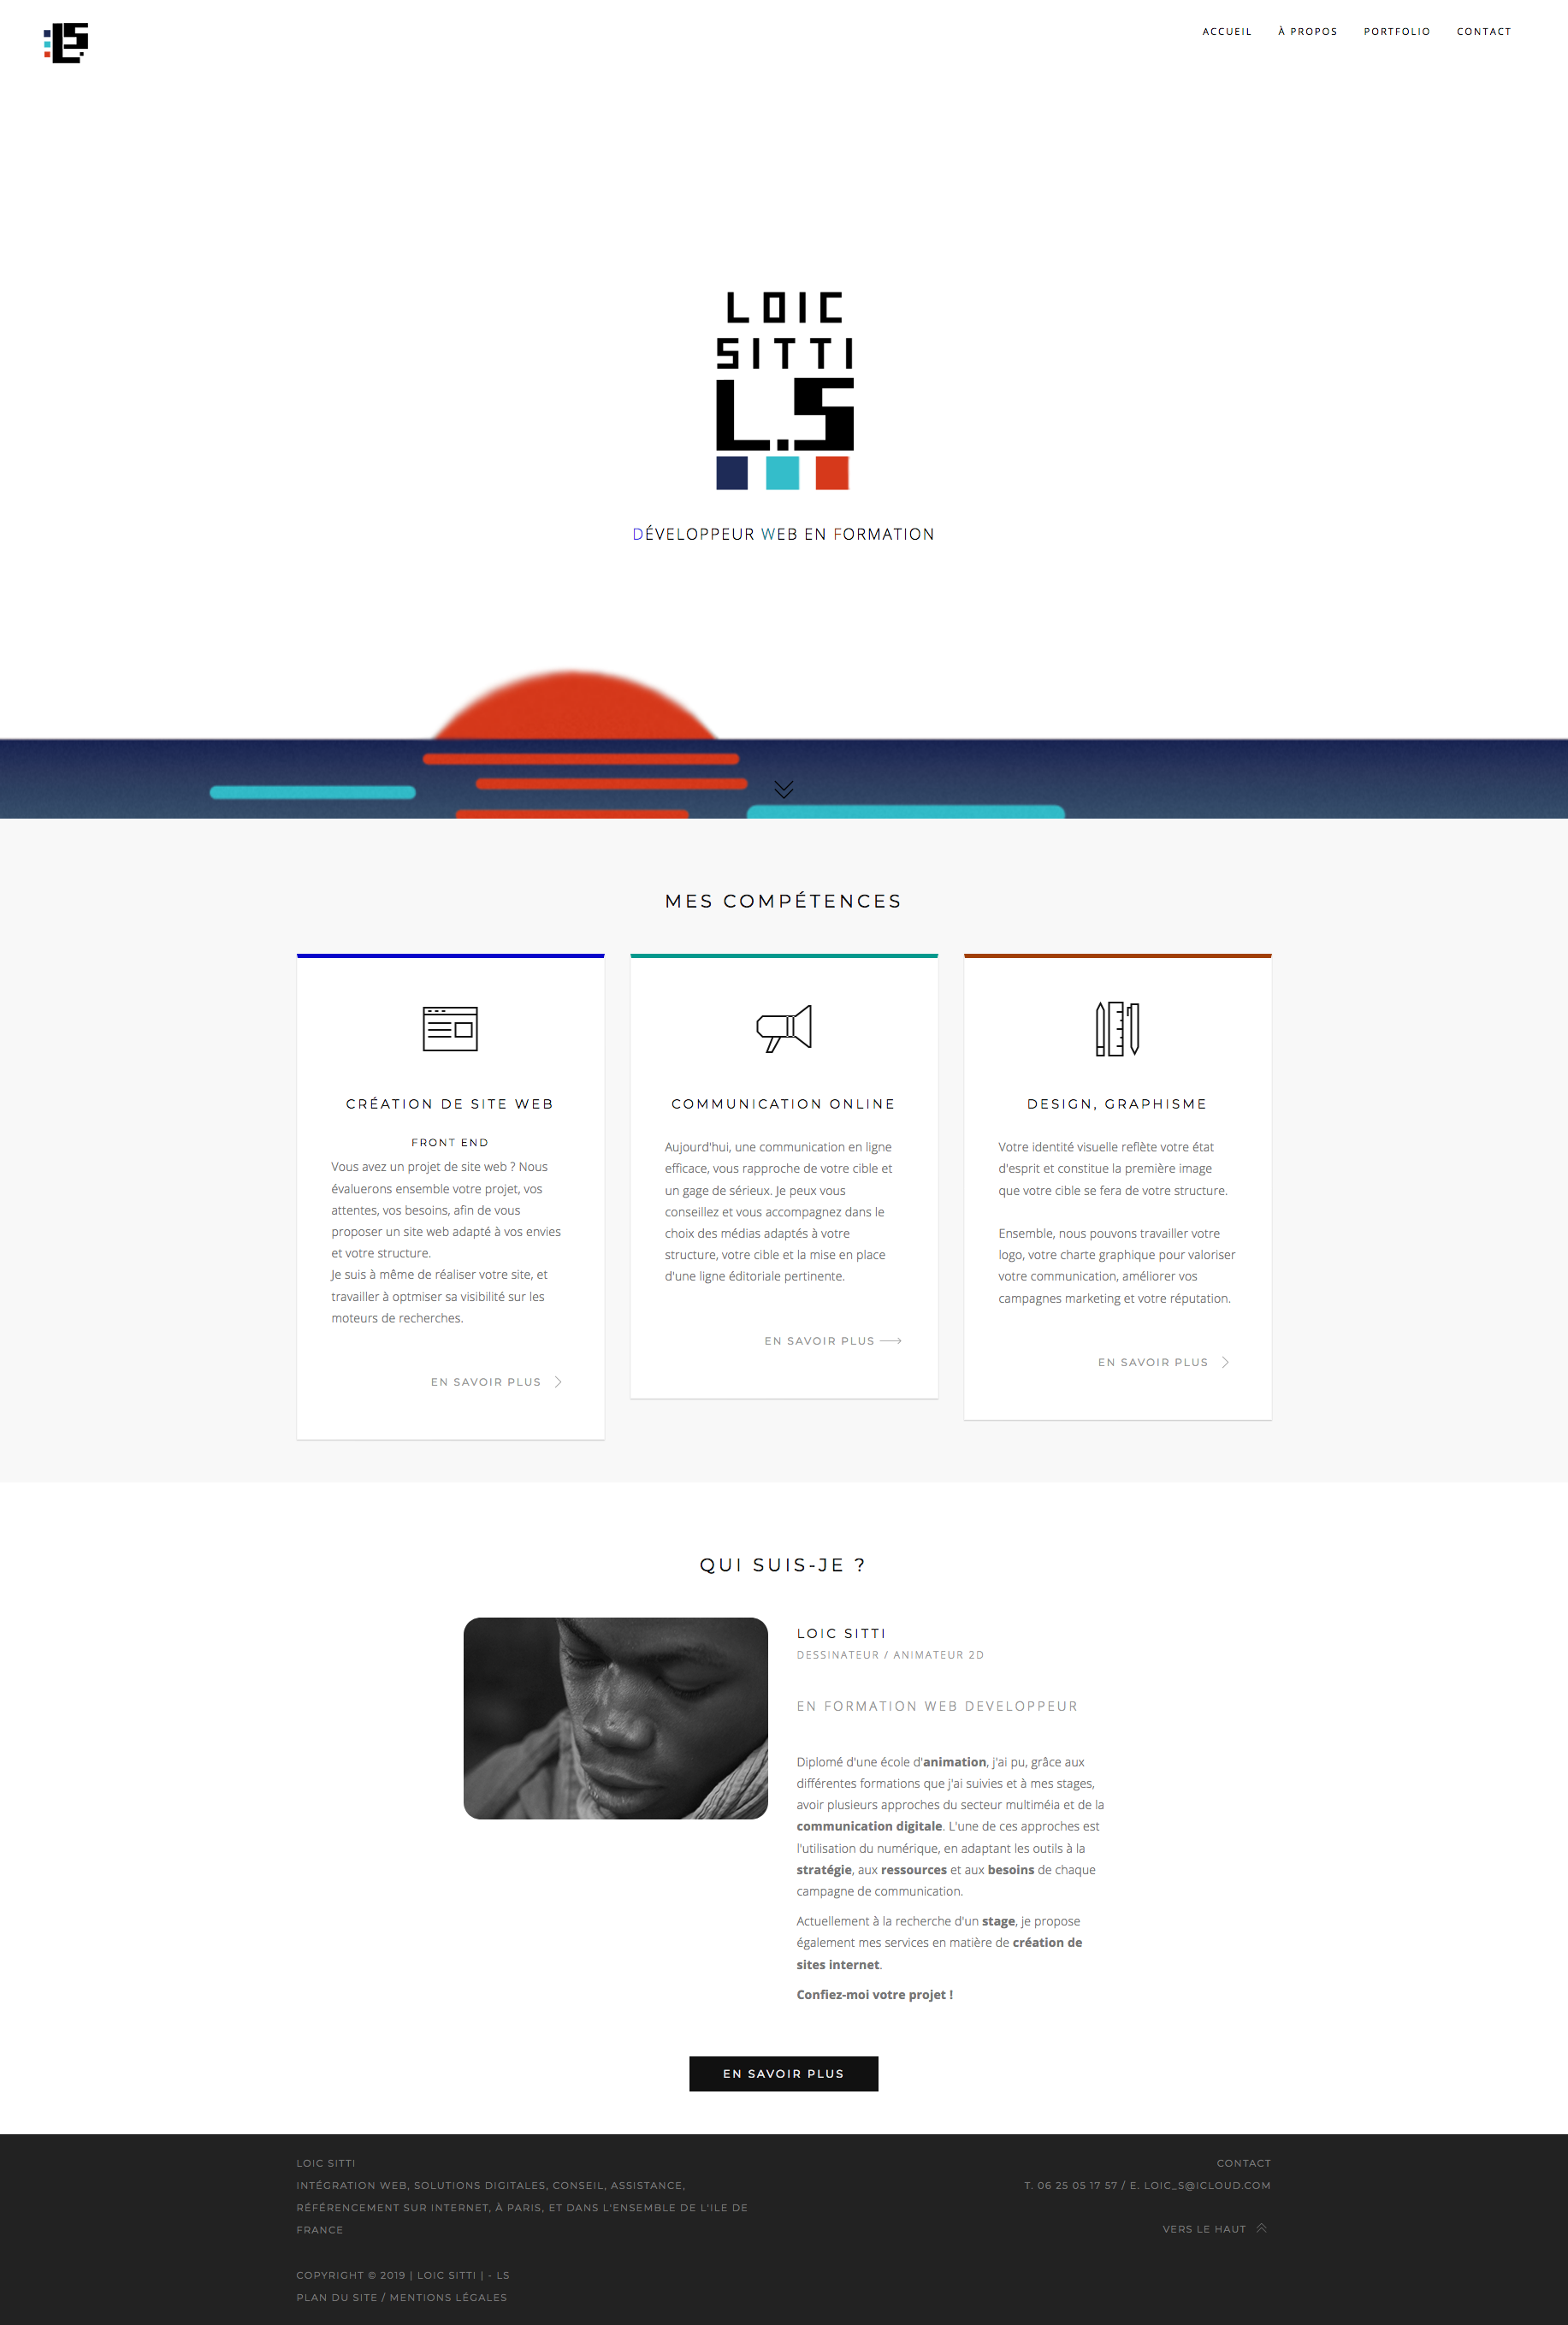 LS
ACCUEIL À PROPOS PORTFOLIO CONTACT
LOIC
SITTI
L.S
DÉVELOPPEUR WEB EN FORMATION
MES COMPÉTENCES
CRÉATION DE SITE WEB
FRONT END
Vous avez un projet de site web ? Nous
évaluerons ensemble votre projet, vos
attentes, vos besoins, afin de vous
proposer un site web adapté à vos envies
et votre structure.
Je suis à même de réaliser votre site, et
travailler à optmiser sa visibilité sur les
moteurs de recherches.
EN SAVOIR PLUS
COMMUNICATION ONLINE
Aujourd'hui, une communication en ligne
efficace, vous rapproche de votre cible et
un gage de sérieux. Je peux vous
conseillez et vous accompagnez dans le
choix des médias adaptés à votre
structure, votre cible et la mise en place
d'une ligne éditoriale pertinente.
EN SAVOIR PLUS
DESIGN, GRAPHISME
Votre identité visuelle reflète votre état
d'esprit et constitue la première image
que votre cible se fera de votre structure.
Ensemble, nous pouvons travailler votre
logo, votre charte graphique pour valoriser
votre communication, améliorer vos
campagnes marketing et votre réputation.
EN SAVOIR PLUS
QUI SUIS-JE ?
LOIC SITTI
DESSINATEUR / ANIMATEUR 2D
EN FORMATION WEB DEVELOPPEUR
Diplomé d'une école d'animation, j'ai pu, grâce aux
différentes formations que j'ai suivies et à mes stages,
avoir plusieurs approches du secteur multiméia et de la
communication digitale. L'une de ces approches est
l'utilisation du numérique, en adaptant les outils à la
stratégie, aux ressources et aux besoins de chaque
campagne de communication.
Actuellement à la recherche d'un stage, je propose
également mes services en matière de création de
sites internet.
Confiez-moi votre projet !
EN SAVOIR PLUS
LOIC SITTI
INTÉGRATION WEB, SOLUTIONS DIGITALES, CONSEIL, ASSISTANCE,
RÉFÉRENCEMENT SUR INTERNET, À PARIS, ET DANS L'ENSEMBLE DE L'ILE DE
FRANCE
COPYRIGHT © 2019 | LOIC SITTI | - LS
PLAN DU SITE / MENTIONS LÉGALES
CONTACT
T. 06 25 05 17 57 / E. LOIC_S@ICLOUD.COM
VERS LE HAUT